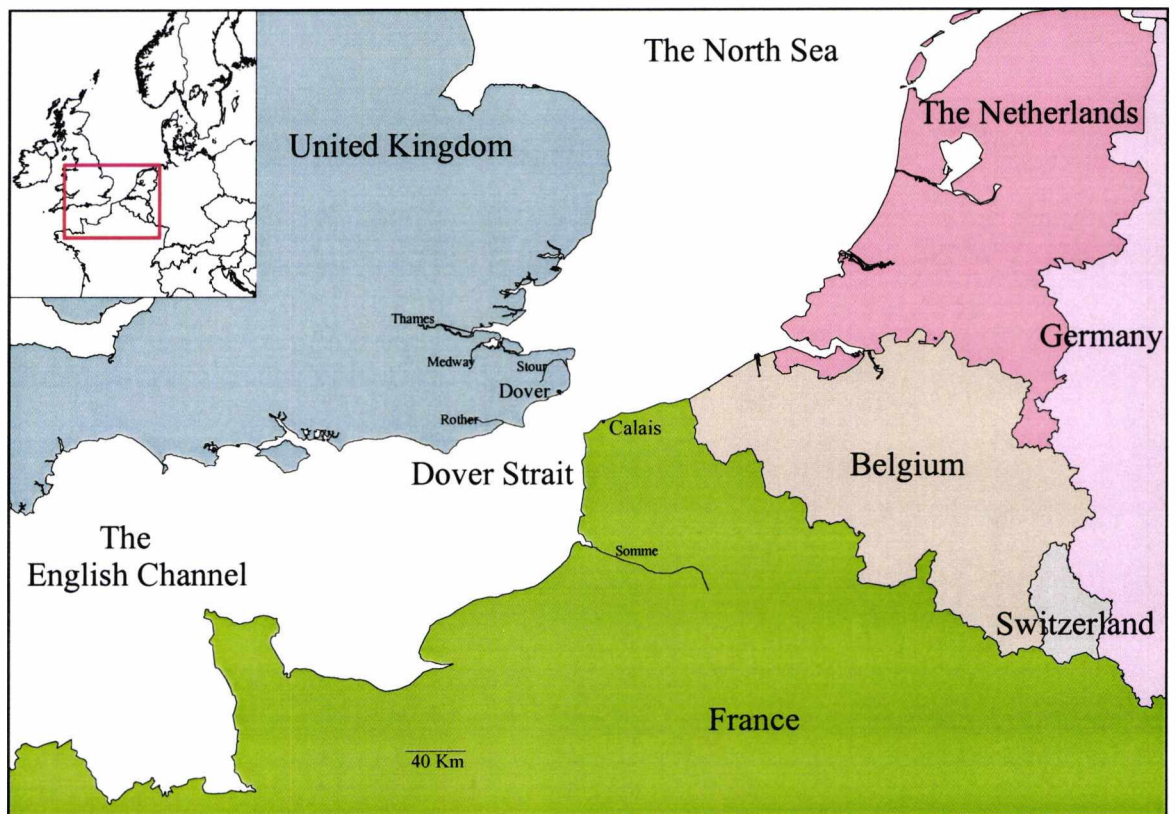 The North Sea
The Netherlands
United Kingdom
Thames
Medway
Stour
Dover
Rother
Germany
Calais
Dover Strait
Belgium
The
English Channel
Somme
Switzerland
France
40 Km